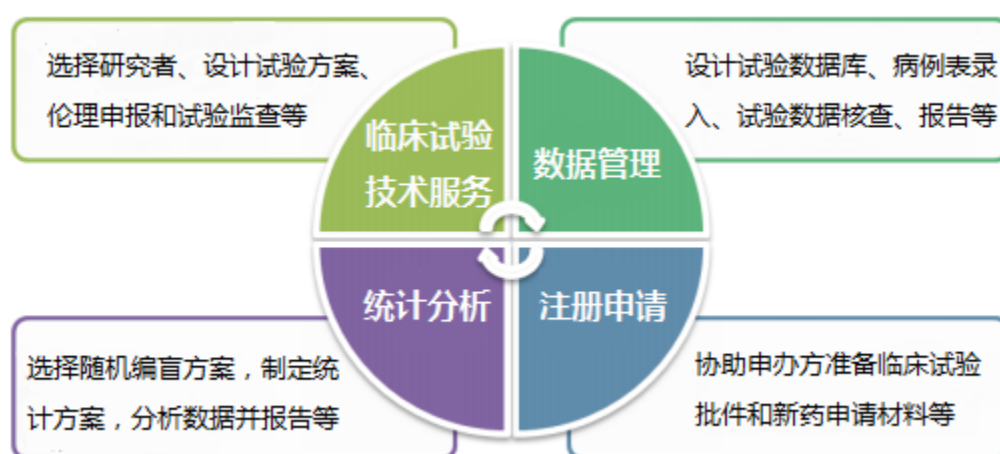 选择研究者、设计试验方案、
伦理申报和试验监查等
临床试验
技术服务
数据管理
设计试验数据库、病例表录
入、试验数据核查、报告等
统计分析
选择随机编盲方案，制定统
计方案，分析数据并报告等
注册申请
协助申办方准备临床试验
批件和新药申请材料等